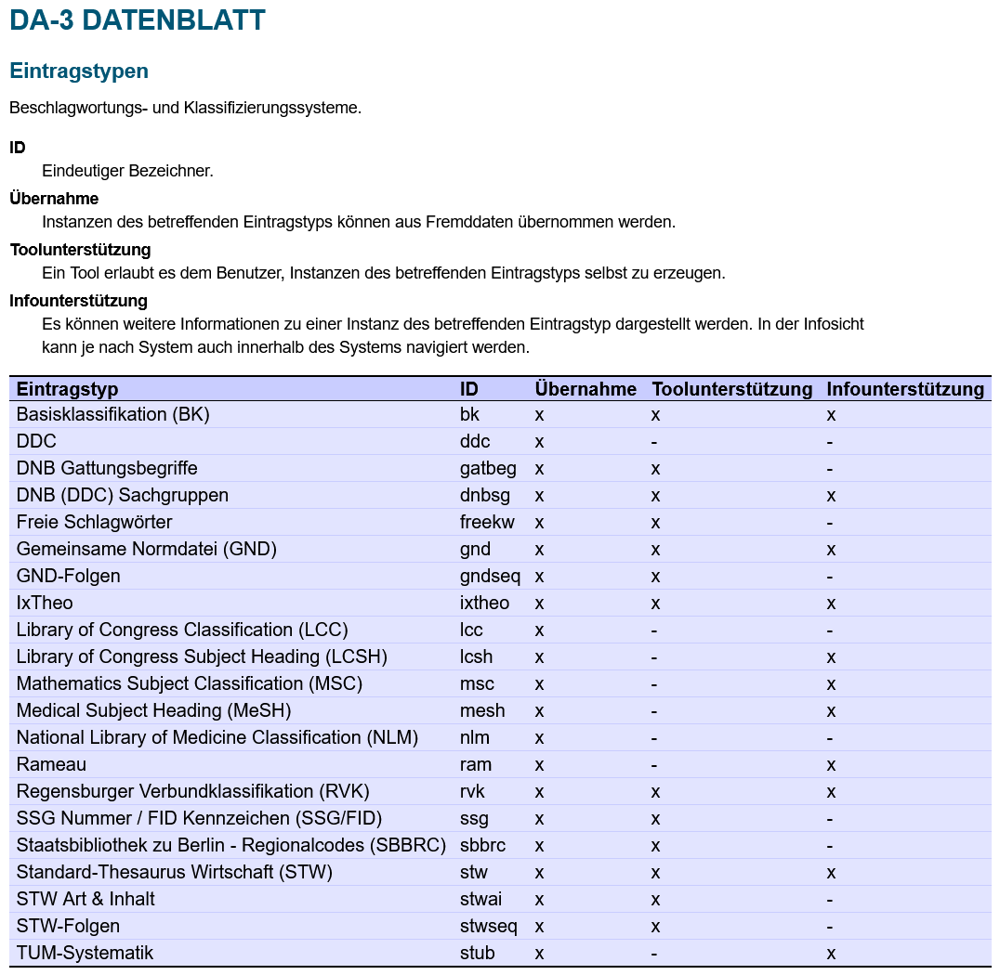 DA-3 DATENBLATT
Eintragstypen
Beschlagwortungs- und Klassifizierungssysteme.
ID
Eindeutiger Bezeichner.
Übernahme
Instanzen des betreffenden Eintragstyps können aus Fremddaten übernommen werden.
Toolunterstützung
Ein Tool erlaubt es dem Benutzer, Instanzen des betreffenden Eintragstyps selbst zu erzeugen.
Infounterstützung
Es können weitere Informationen zu einer Instanz des betreffenden Eintragstyp dargestellt werden. In der Infosicht
kann je nach System auch innerhalb des Systems navigiert werden.
Eintragstyp ID Übernahme Toolunterstützung Infounterstützung
Basisklassifikation (BK) bk x x x
DDC ddc x - -
DNB Gattungsbegriffe gatbeg x x -
DNB (DDC) Sachgruppen dnbsg x x x
Freie Schlagwörter freekw x x -
Gemeinsame Normdatei (GND) gnd x x x
GND-Folgen gndseq x x -
IxTheo ixtheo x x x
Library of Congress Classification (LCC) lcc x - -
Library of Congress Subject Heading (LCSH) lcsh x - x
Mathematics Subject Classification (MSC) msc x - x
Medical Subject Heading (MeSH) mesh x - x
National Library of Medicine Classification (NLM) nlm x - -
Rameau ram x - x
Regensburger Verbundklassifikation (RVK) rvk x x x
SSG Nummer / FID Kennzeichen (SSG/FID) ssg x x -
Staatsbibliothek zu Berlin - Regionalcodes (SBBRC) sbbrc x x -
Standard-Thesaurus Wirtschaft (STW) stw x x x
STW Art & Inhalt stwai x x -
STW-Folgen stwseq x x -
TUM-Systematik stub x - x